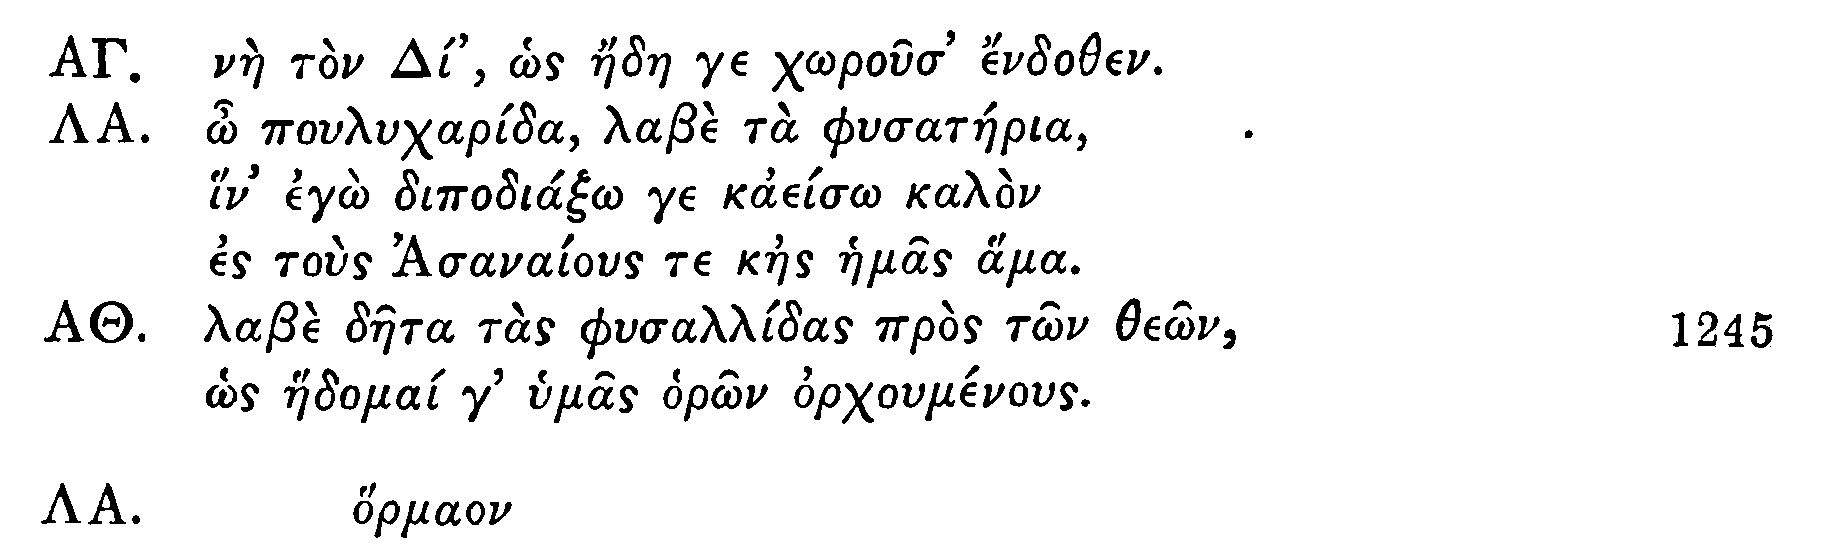 ΑΓ. νὴ τὸν Δί’, ὡς ἤδη γε χωροῦσ’ ἔνδοθεν.
ΛΑ. ὦ πουλυχαρίδα, λαβὲ τὰ φυσατήρια,
ἵν’ ἐγὼ διποδιάξω γε κἀείσω καλὸν
ἐς τοὺς Ἀσαναίους τε κἠς ἡμᾶς ἅμα.
ΑΘ. λαβὲ δῆτα τὰς φυσαλλίδας πρὸς τῶν θεῶν, 1245
ὡς ἥδομαί γ’ ὑμᾶς ὁρῶν ὀρχουμένους.
ΛΑ. ὅρμαον